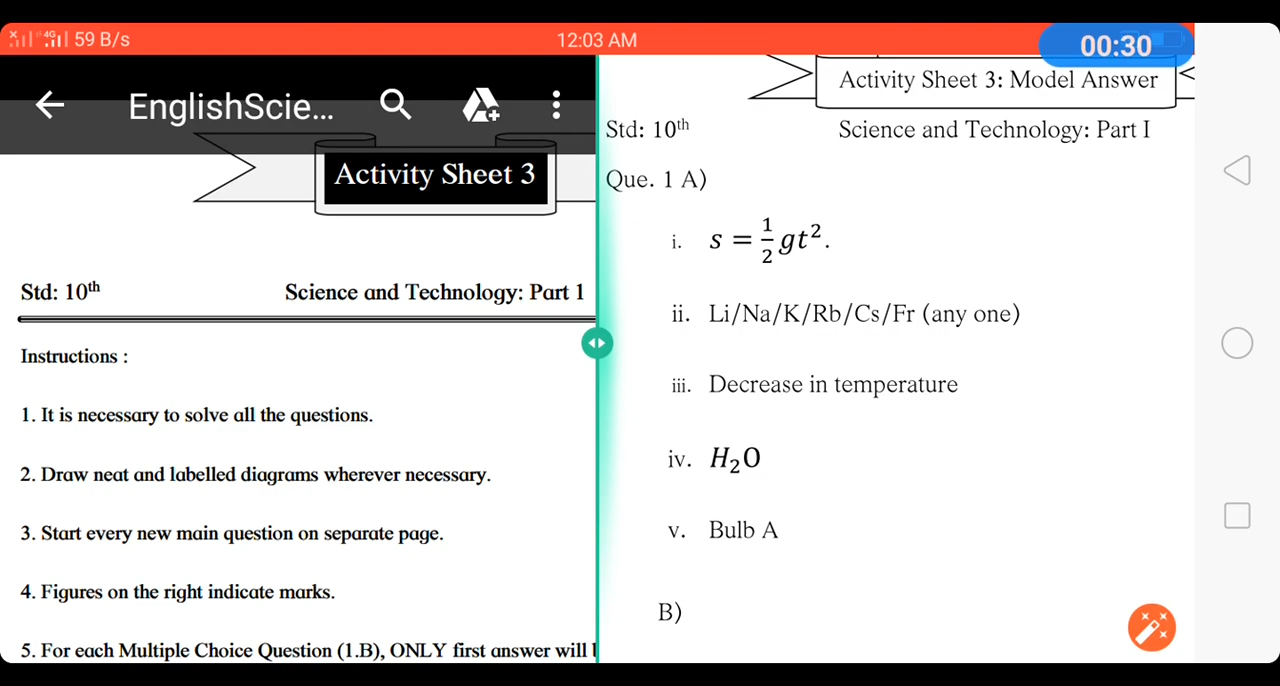 4G 59 B/s
12:03 AM
00:30
EnglishScie...
Activity Sheet 3
Std: 10th
Science and Technology: Part 1
Instructions :
1. It is necessary to solve all the questions.
2. Draw neat and labelled diagrams wherever necessary.
3. Start every new main question on separate page.
4. Figures on the right indicate marks.
5. For each Multiple Choice Question (1.B), ONLY first answer will
Activity Sheet 3: Model Answer
Std: 10th
Science and Technology: Part I
Que. 1 A)
i. s = 1/2 gt².
ii. Li/Na/K/Rb/Cs/Fr (any one)
iii. Decrease in temperature
iv. H₂O
v. Bulb A
B)